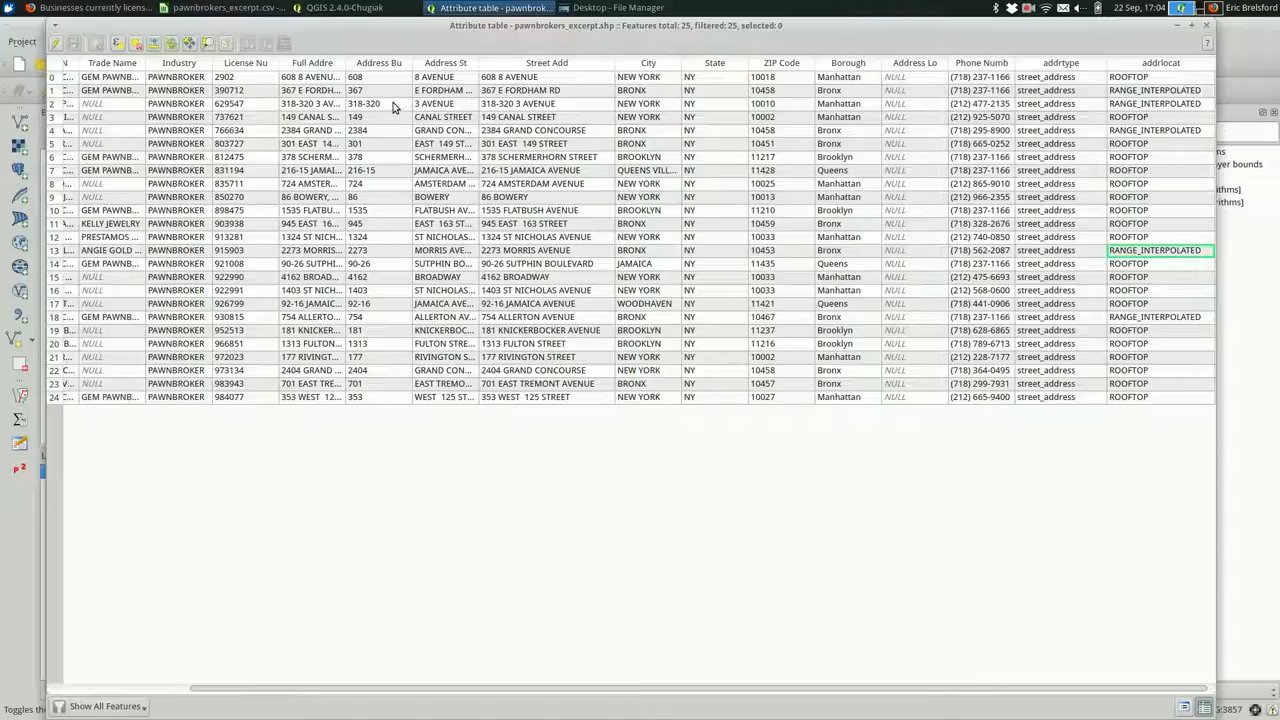 Businesses currently licens... pawnbrokers_excerpt.csv -... QGIS 2.4.0-Chugiak Attribute table - pawnbrok... Desktop - File Manager 22 Sep, 17:04 Eric Brelsford
Attribute table - pawnbrokers_excerpt.shp :: Features total: 25, filtered: 25, selected: 0
Project
?
N Trade Name Industry License Nu Full Addre Address Bu Address St Street Add City State ZIP Code Borough Address Lo Phone Numb addrtype addrlocat
0 C... GEM PAWNB... PAWNBROKER 2902 608 8 AVENU... 608 8 AVENUE 608 8 AVENUE NEW YORK NY 10018 Manhattan NULL (718) 237-1166 street_address ROOFTOP
1 C... GEM PAWNB... PAWNBROKER 390712 367 E FORDH... 367 E FORDHAM ... 367 E FORDHAM RD BRONX NY 10458 Bronx NULL (718) 237-1166 street_address RANGE_INTERPOLATED
2 P... NULL PAWNBROKER 629547 318-320 3 AV... 318-320 3 AVENUE 318-320 3 AVENUE NEW YORK NY 10010 Manhattan NULL (212) 477-2135 street_address ROOFTOP
3 I... NULL PAWNBROKER 737621 149 CANAL S... 149 CANAL STREET 149 CANAL STREET NEW YORK NY 10002 Manhattan NULL (212) 925-5070 street_address ROOFTOP
4 C... NULL PAWNBROKER 766634 2384 GRAND ... 2384 GRAND CON... 2384 GRAND CONCOURSE BRONX NY 10458 Bronx NULL (718) 295-8900 street_address RANGE_INTERPOLATED
5 ... NULL PAWNBROKER 803727 301 EAST 14... 301 EAST 149 ST... 301 EAST 149 STREET BRONX NY 10451 Bronx NULL (718) 665-0252 street_address ROOFTOP
6 C... GEM PAWNB... PAWNBROKER 812475 378 SCHERM... 378 SCHERMERH... 378 SCHERMERHORN STREET BROOKLYN NY 11217 Brooklyn NULL (718) 237-1166 street_address ROOFTOP
7 C... GEM PAWNB... PAWNBROKER 831194 216-15 JAMAI... 216-15 JAMAICA AVE... 216-15 JAMAICA AVENUE QUEENS VILL... NY 11428 Queens NULL (718) 237-1166 street_address ROOFTOP
8 ... NULL PAWNBROKER 835711 724 AMSTER... 724 AMSTERDAM ... 724 AMSTERDAM AVENUE NEW YORK NY 10025 Manhattan NULL (212) 865-9010 street_address ROOFTOP
9 ... NULL PAWNBROKER 850270 86 BOWERY, ... 86 BOWERY 86 BOWERY NEW YORK NY 10013 Manhattan NULL (212) 966-2355 street_address ROOFTOP
10 C... GEM PAWNB... PAWNBROKER 898475 1535 FLATBU... 1535 FLATBUSH AV... 1535 FLATBUSH AVENUE BROOKLYN NY 11210 Brooklyn NULL (718) 237-1166 street_address ROOFTOP
11 A... KELLY JEWELRY PAWNBROKER 903938 945 EAST 16... 945 EAST 163 ST... 945 EAST 163 STREET BRONX NY 10459 Bronx NULL (718) 328-2676 street_address ROOFTOP
12 ... PRESTAMOS ... PAWNBROKER 913281 1324 ST NICH... 1324 ST NICHOLAS... 1324 ST NICHOLAS AVENUE NEW YORK NY 10033 Manhattan NULL (212) 740-0850 street_address ROOFTOP
13 L... ANGIE GOLD ... PAWNBROKER 915903 2273 MORRIS... 2273 MORRIS AVE... 2273 MORRIS AVENUE BRONX NY 10453 Bronx NULL (718) 562-2087 street_address RANGE_INTERPOLATED
14 C... GEM PAWNB... PAWNBROKER 921008 90-26 SUTPH... 90-26 SUTPHIN BO... 90-26 SUTPHIN BOULEVARD JAMAICA NY 11435 Queens NULL (718) 237-1166 street_address ROOFTOP
15 ... NULL PAWNBROKER 922990 4162 BROAD... 4162 BROADWAY 4162 BROADWAY NEW YORK NY 10033 Manhattan NULL (212) 475-6693 street_address ROOFTOP
16 ... NULL PAWNBROKER 922991 1403 ST NICH... 1403 ST NICHOLAS... 1403 ST NICHOLAS AVENUE NEW YORK NY 10033 Manhattan NULL (212) 568-0600 street_address ROOFTOP
17 T... NULL PAWNBROKER 926799 92-16 JAMAIC... 92-16 JAMAICA AVE... 92-16 JAMAICA AVENUE WOODHAVEN NY 11421 Queens NULL (718) 441-0906 street_address ROOFTOP
18 C... GEM PAWNB... PAWNBROKER 930815 754 ALLERTO... 754 ALLERTON AV... 754 ALLERTON AVENUE BRONX NY 10467 Bronx NULL (718) 237-1166 street_address RANGE_INTERPOLATED
19 B... NULL PAWNBROKER 952513 181 KNICKER... 181 KNICKERBOC... 181 KNICKERBOCKER AVENUE BROOKLYN NY 11237 Brooklyn NULL (718) 628-6865 street_address ROOFTOP
20 ... NULL PAWNBROKER 966851 1313 FULTON... 1313 FULTON STRE... 1313 FULTON STREET BROOKLYN NY 11216 Brooklyn NULL (718) 789-6713 street_address ROOFTOP
21 R... NULL PAWNBROKER 972023 177 RIVINGT... 177 RIVINGTON S... 177 RIVINGTON STREET NEW YORK NY 10002 Manhattan NULL (212) 228-7177 street_address ROOFTOP
22 C... NULL PAWNBROKER 973134 2404 GRAND ... 2404 GRAND CON... 2404 GRAND CONCOURSE NEW YORK NY 10458 Bronx NULL (718) 364-0495 street_address ROOFTOP
23 V... NULL PAWNBROKER 983943 701 EAST TRE... 701 EAST TREMO... 701 EAST TREMONT AVENUE BRONX NY 10457 Bronx NULL (718) 299-7931 street_address ROOFTOP
24 C... GEM PAWNB... PAWNBROKER 984077 353 WEST 12... 353 WEST 125 ST... 353 WEST 125 STREET NEW YORK NY 10027 Manhattan NULL (212) 665-9400 street_address ROOFTOP
ms
yer bounds
ithms]
rithms]
Show All Features
Toggles the
G:3857